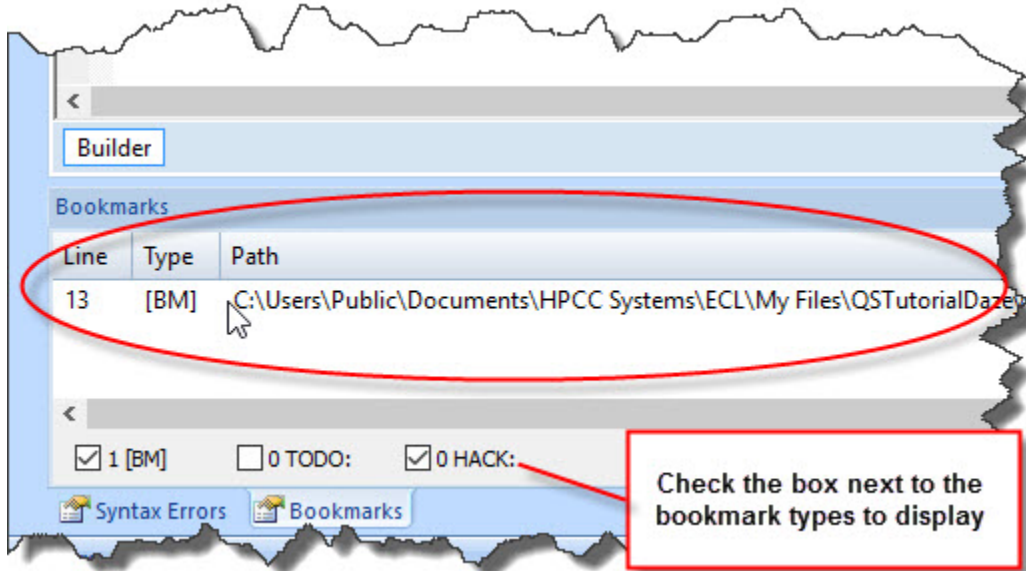 Builder
Bookmarks
Line Type Path
13 [BM] C:\Users\Public\Documents\HPCC Systems\ECL\My Files\QSTutorialDaze
1 [BM] 0 TODO: 0 HACK:
Check the box next to the
bookmark types to display
Syntax Errors Bookmarks